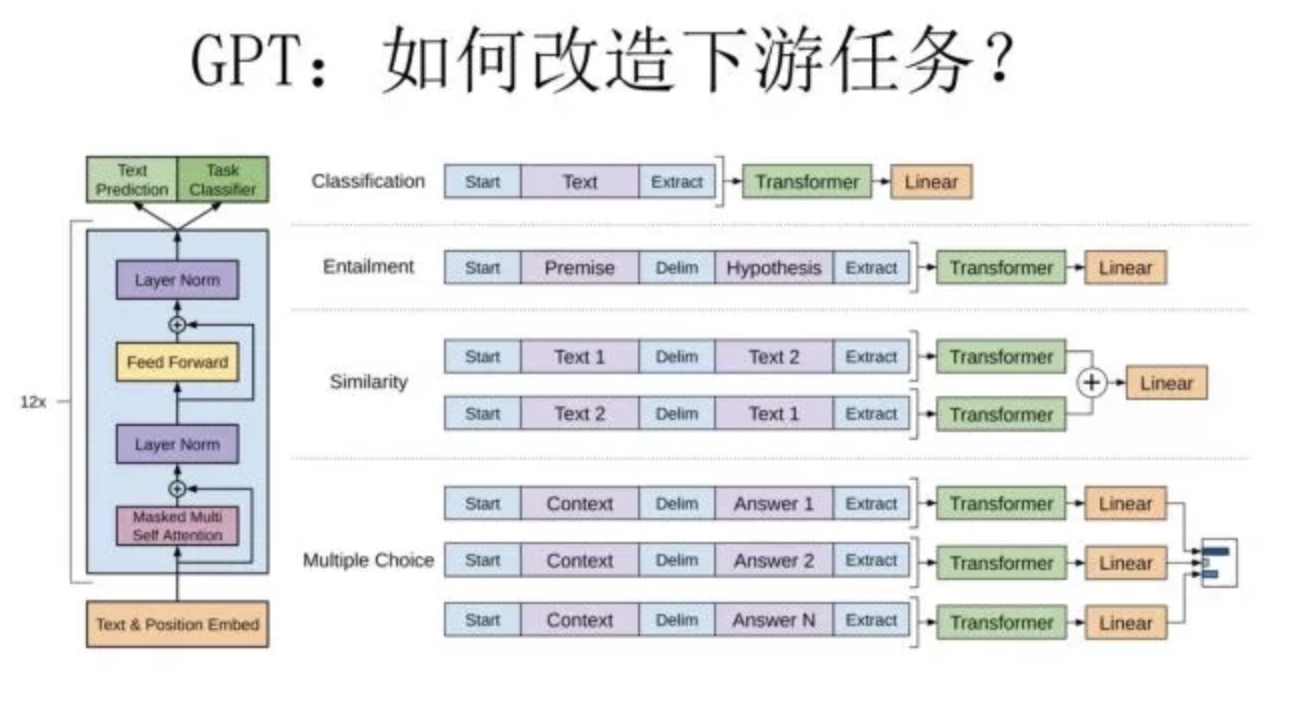 GPT：如何改造下游任务？
Text
Prediction
Task
Classifier
12x
Layer Norm
Feed Forward
Layer Norm
Masked Multi
Self Attention
Text & Position Embed
Classification Start Text Extract Transformer Linear
Entailment Start Premise Delim Hypothesis Extract Transformer Linear
Similarity
Start Text 1 Delim Text 2 Extract Transformer
Start Text 2 Delim Text 1 Extract Transformer
Linear
Multiple Choice
Start Context Delim Answer 1 Extract Transformer Linear
Start Context Delim Answer 2 Extract Transformer Linear
Start Context Delim Answer N Extract Transformer Linear